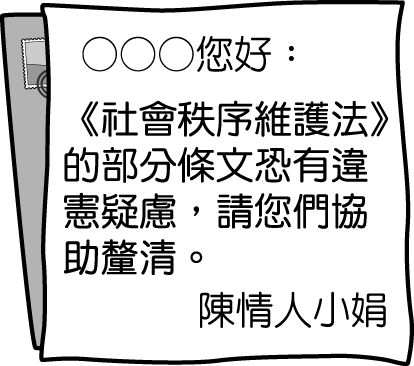 ○○○您好：
《社會秩序維護法》
的部分條文恐有違
憲疑慮，請您們協
助釐清。
陳情人小娟